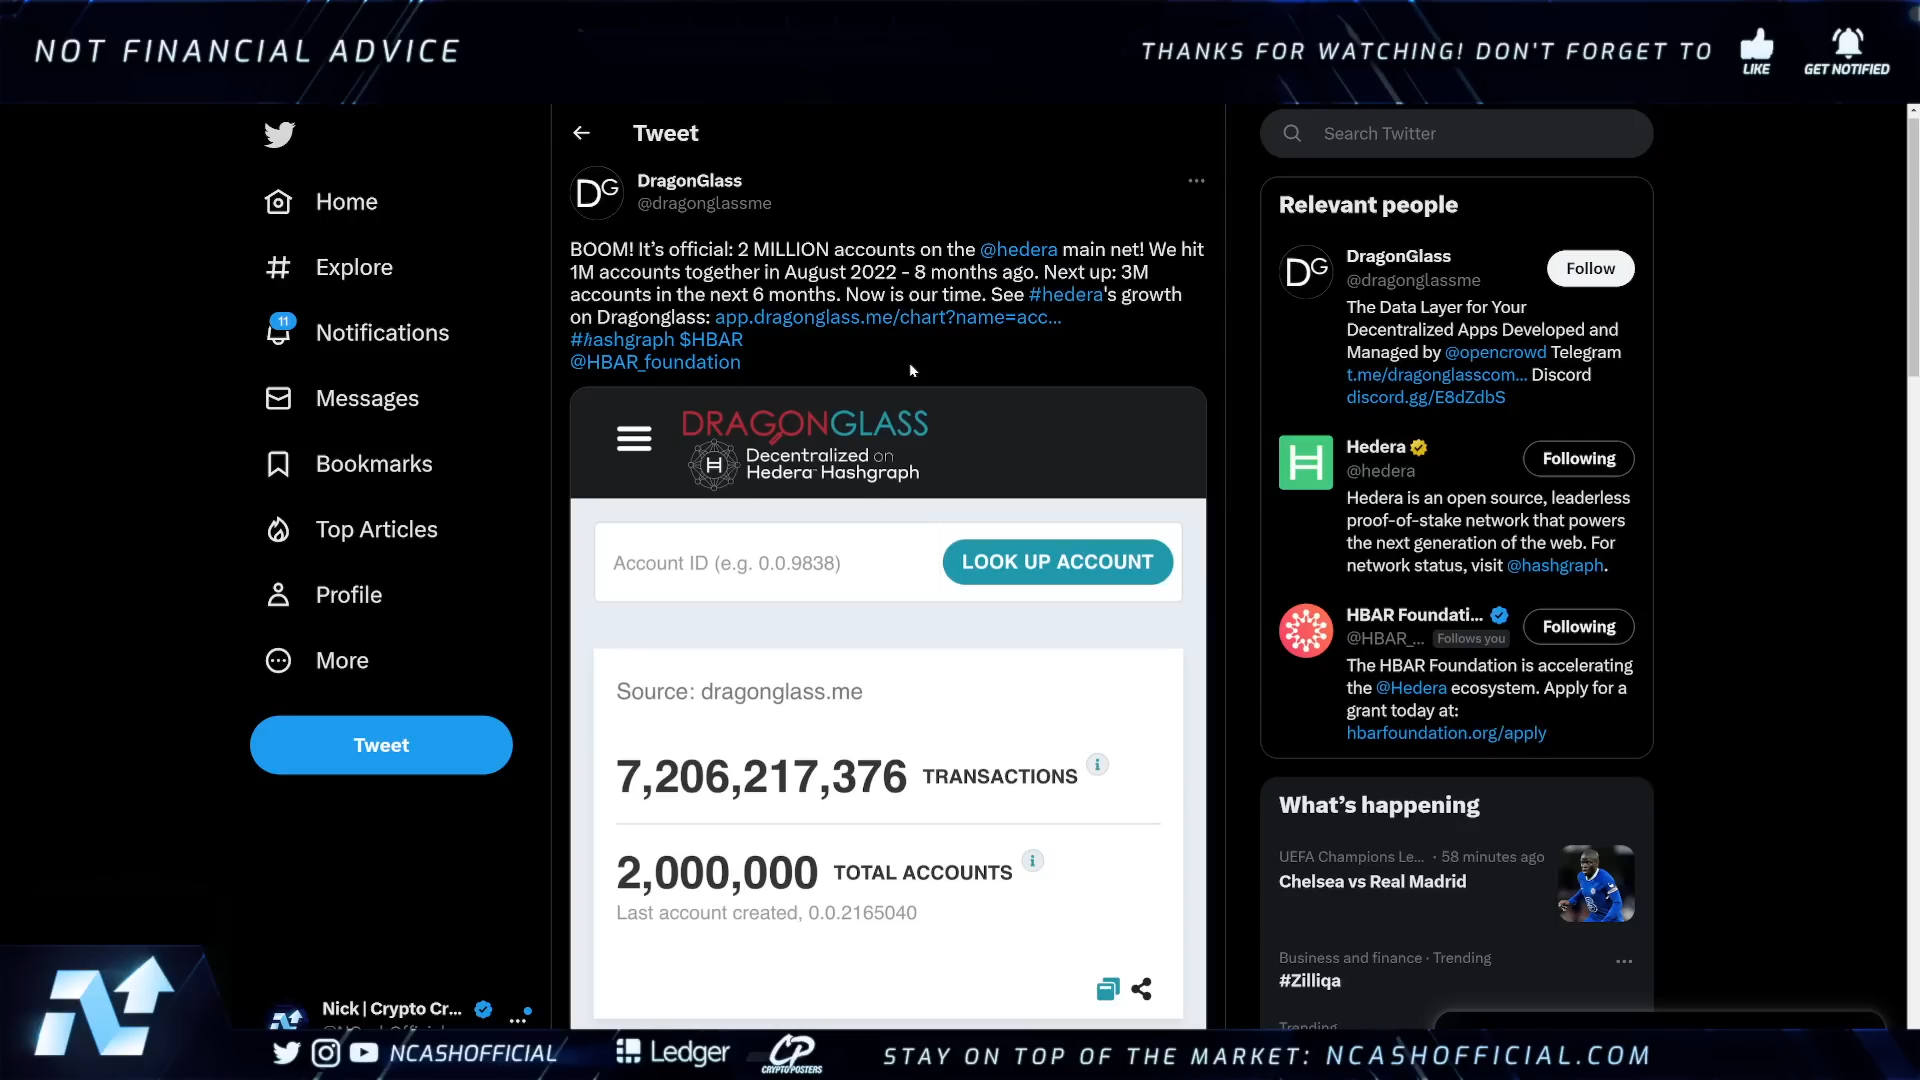 NOT FINANCIAL ADVICE
THANKS FOR WATCHING! DON'T FORGET TO
LIKE
GET NOTIFIED
Home
Explore
11
Notifications
Messages
Bookmarks
Top Articles
Profile
More
Tweet
Nick | Crypto Cr...
Tweet
DG
DragonGlass
@dragonglassme
BOOM! It's official: 2 MILLION accounts on the @hedera main net! We hit
1M accounts together in August 2022 - 8 months ago. Next up: 3M
accounts in the next 6 months. Now is our time. See #hedera's growth
on Dragonglass: app.dragonglass.me/chart?name=acc...
#ℏashgraph $HBAR
@HBAR_foundation
DRAGONGLASS
H
Decentralized on
Hedera™ Hashgraph
Account ID (e.g. 0.0.9838)
LOOK UP ACCOUNT
Source: dragonglass.me
7,206,217,376 TRANSACTIONS
2,000,000 TOTAL ACCOUNTS
Last account created, 0.0.2165040
Search Twitter
Relevant people
DG
DragonGlass
@dragonglassme
Follow
The Data Layer for Your
Decentralized Apps Developed and
Managed by @opencrowd Telegram
t.me/dragonglasscom... Discord
discord.gg/E8dZdbS
H
Hedera
@hedera
Following
Hedera is an open source, leaderless
proof-of-stake network that powers
the next generation of the web. For
network status, visit @hashgraph.
HBAR Foundati...
@HBAR_... Follows you
Following
The HBAR Foundation is accelerating
the @Hedera ecosystem. Apply for a
grant today at:
hbarfoundation.org/apply
What's happening
UEFA Champions Le... · 58 minutes ago
Chelsea vs Real Madrid
Business and finance · Trending
#Zilliqa
Trending
NCASHOFFICIAL
Ledger
CP
CRYPTOPOSTERS
STAY ON TOP OF THE MARKET: NCASHOFFICIAL.COM